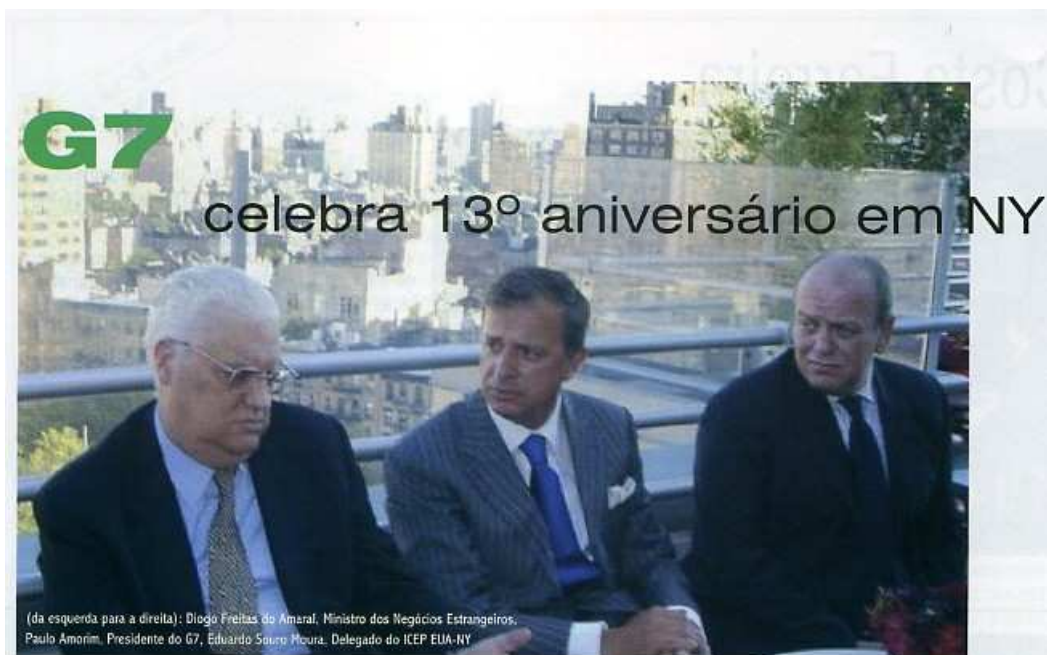 G7
celebra 13º aniversário em NY
(da esquerda para a direita): Diogo Freitas do Amaral, Ministro dos Negócios Estrangeiros,
Paulo Amorim, Presidente do G7, Eduardo Souto Moura, Delegado do ICEP EUA-NY